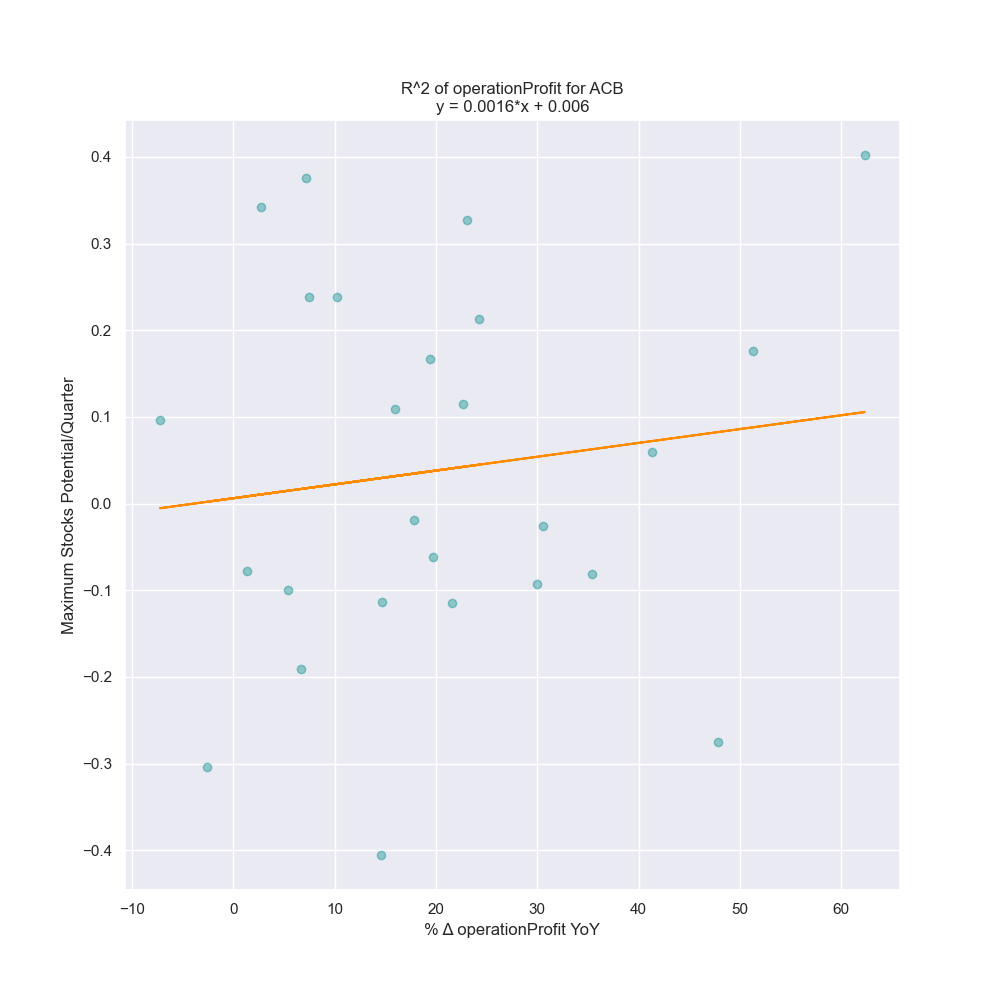 R^2 of operationProfit for ACB
y = 0.0016*x + 0.006
0.4
0.3
0.2
0.1
0.0
−0.1
−0.2
−0.3
−0.4
Maximum Stocks Potential/Quarter
−10 0 10 20 30 40 50 60
% Δ operationProfit YoY